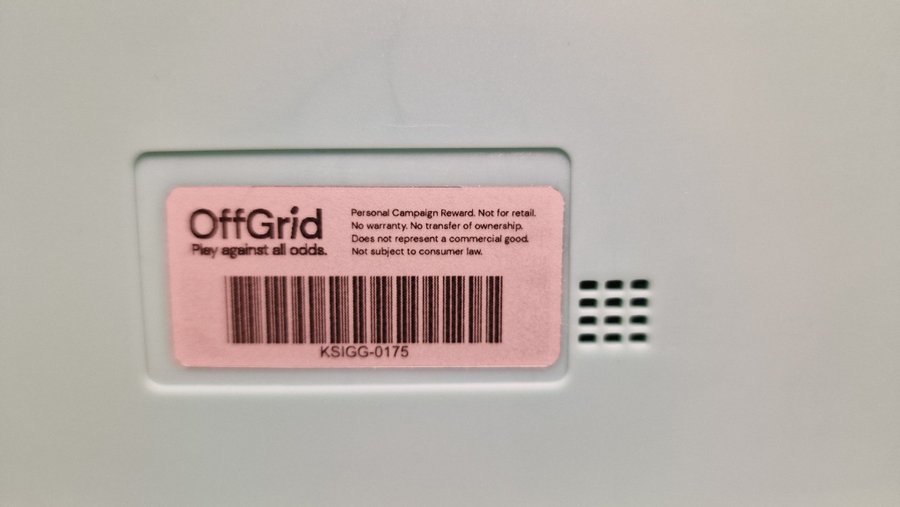 OffGrid
Play against all odds.
Personal Campaign Reward. Not for retail.
No warranty. No transfer of ownership.
Does not represent a commercial good.
Not subject to consumer law.
KSIGG-0175